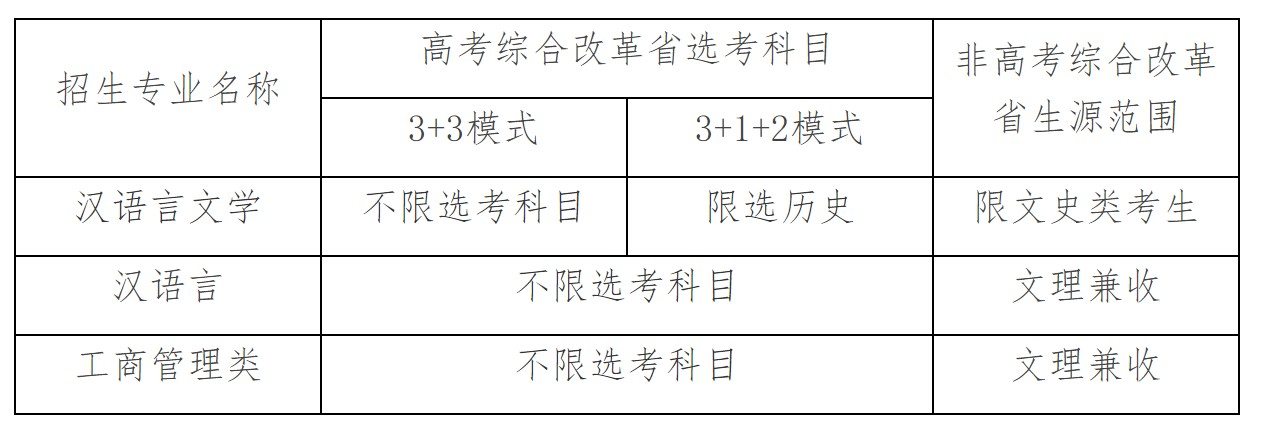 招生专业名称
高考综合改革省选考科目
非高考综合改革
省生源范围
3+3模式
3+1+2模式
汉语言文学
不限选考科目
限选历史
限文史类考生
汉语言
不限选考科目
文理兼收
工商管理类
不限选考科目
文理兼收